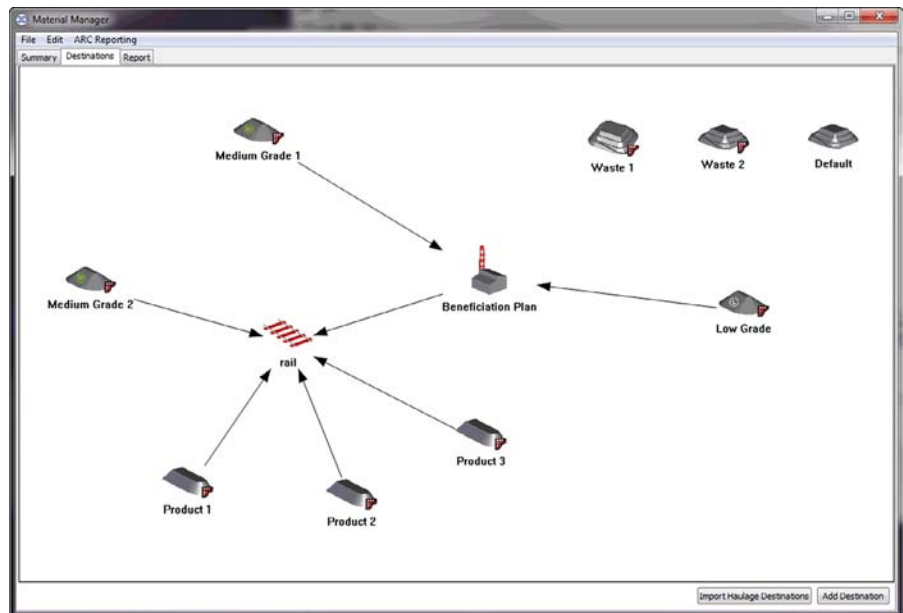 Material Manager
File Edit ARC Reporting
Summary Destinations Report
Medium Grade 1
Waste 1
Waste 2
Default
Medium Grade 2
Beneficiation Plan
Low Grade
rail
Product 3
Product 1
Product 2
Import Haulage Destinations Add Destination